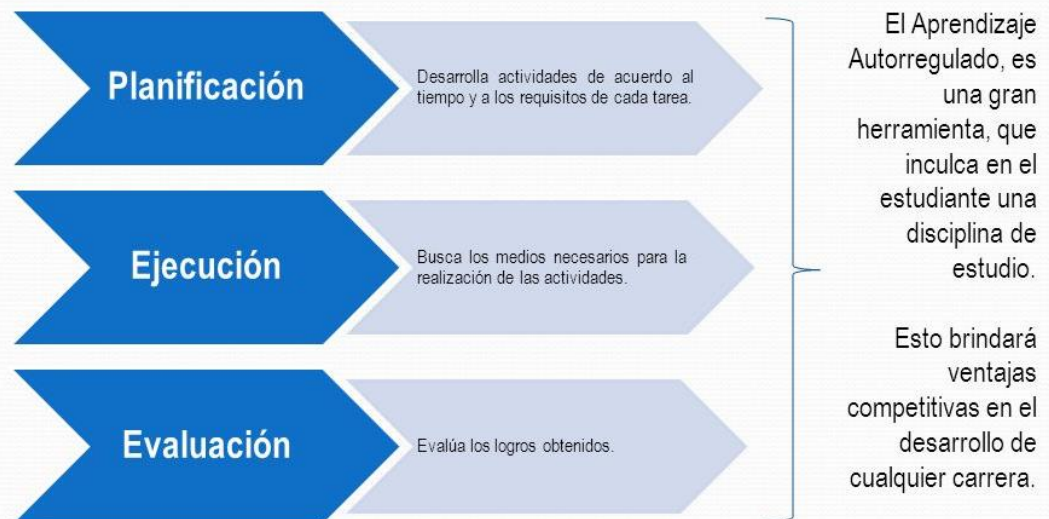 Planificación
Desarrolla actividades de acuerdo al
tiempo y a los requisitos de cada tarea.
Ejecución
Busca los medios necesarios para la
realización de las actividades.
Evaluación
Evalúa los logros obtenidos.
El Aprendizaje
Autorregulado, es
una gran
herramienta, que
inculca en el
estudiante una
disciplina de
estudio.
Esto brindará
ventajas
competitivas en el
desarrollo de
cualquier carrera.